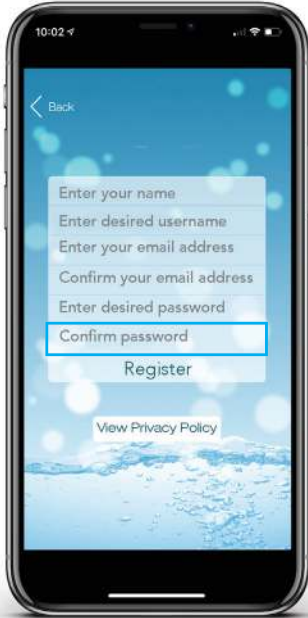 10:02
Back
Enter your name
Enter desired username
Enter your email address
Confirm your email address
Enter desired password
Confirm password
Register
View Privacy Policy